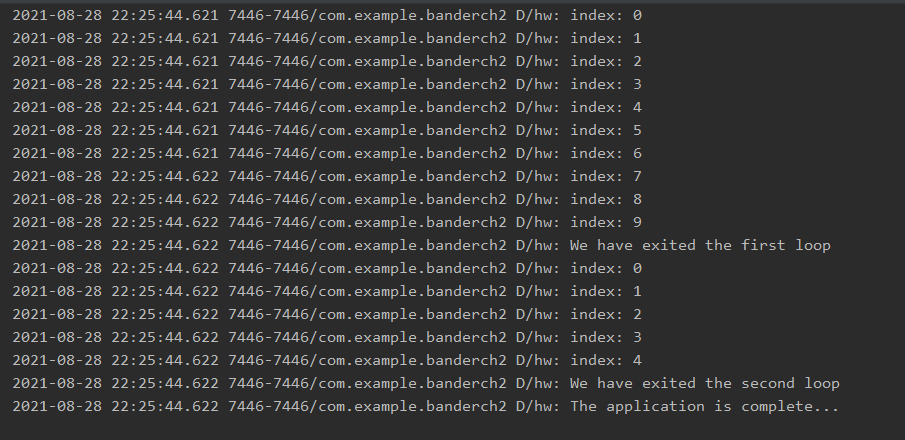 2021-08-28 22:25:44.621 7446-7446/com.example.banderch2 D/hw: index: 0
2021-08-28 22:25:44.621 7446-7446/com.example.banderch2 D/hw: index: 1
2021-08-28 22:25:44.621 7446-7446/com.example.banderch2 D/hw: index: 2
2021-08-28 22:25:44.621 7446-7446/com.example.banderch2 D/hw: index: 3
2021-08-28 22:25:44.621 7446-7446/com.example.banderch2 D/hw: index: 4
2021-08-28 22:25:44.621 7446-7446/com.example.banderch2 D/hw: index: 5
2021-08-28 22:25:44.621 7446-7446/com.example.banderch2 D/hw: index: 6
2021-08-28 22:25:44.622 7446-7446/com.example.banderch2 D/hw: index: 7
2021-08-28 22:25:44.622 7446-7446/com.example.banderch2 D/hw: index: 8
2021-08-28 22:25:44.622 7446-7446/com.example.banderch2 D/hw: index: 9
2021-08-28 22:25:44.622 7446-7446/com.example.banderch2 D/hw: We have exited the first loop
2021-08-28 22:25:44.622 7446-7446/com.example.banderch2 D/hw: index: 0
2021-08-28 22:25:44.622 7446-7446/com.example.banderch2 D/hw: index: 1
2021-08-28 22:25:44.622 7446-7446/com.example.banderch2 D/hw: index: 2
2021-08-28 22:25:44.622 7446-7446/com.example.banderch2 D/hw: index: 3
2021-08-28 22:25:44.622 7446-7446/com.example.banderch2 D/hw: index: 4
2021-08-28 22:25:44.622 7446-7446/com.example.banderch2 D/hw: We have exited the second loop
2021-08-28 22:25:44.622 7446-7446/com.example.banderch2 D/hw: The application is complete...